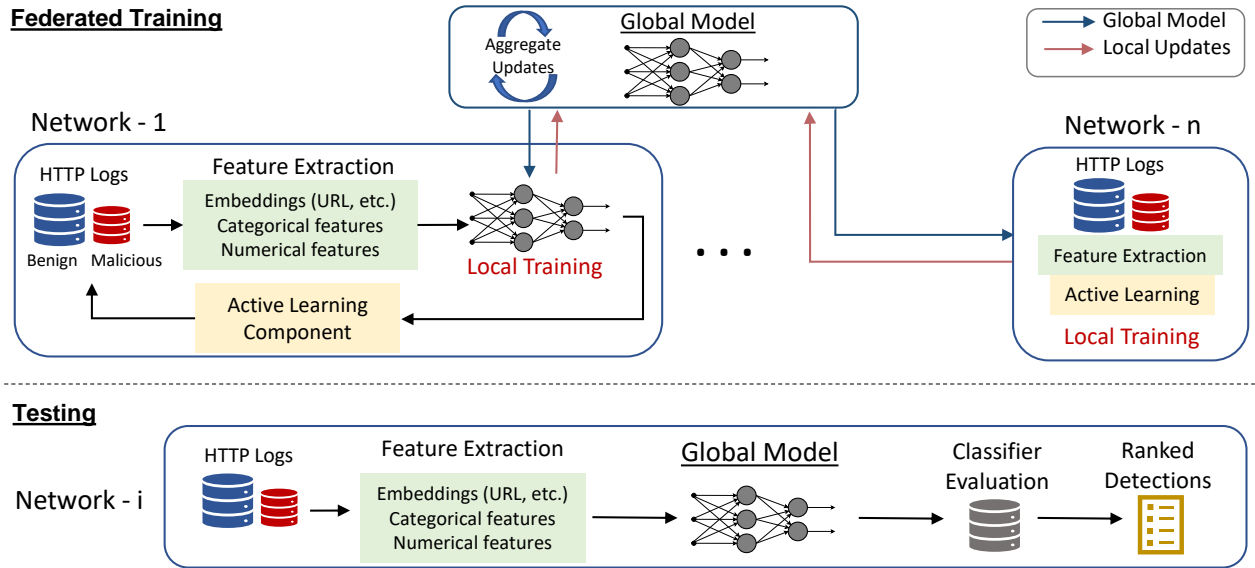 Federated Training
Global Model
Aggregate
Updates
Global Model
Local Updates
Network - 1
HTTP Logs
Benign
Malicious
Feature Extraction
Embeddings (URL, etc.)
Categorical features
Numerical features
Local Training
Active Learning
Component
. . .
Network - n
HTTP Logs
Feature Extraction
Active Learning
Local Training
Testing
Network - i
HTTP Logs
Feature Extraction
Embeddings (URL, etc.)
Categorical features
Numerical features
Global Model
Classifier
Evaluation
Ranked
Detections